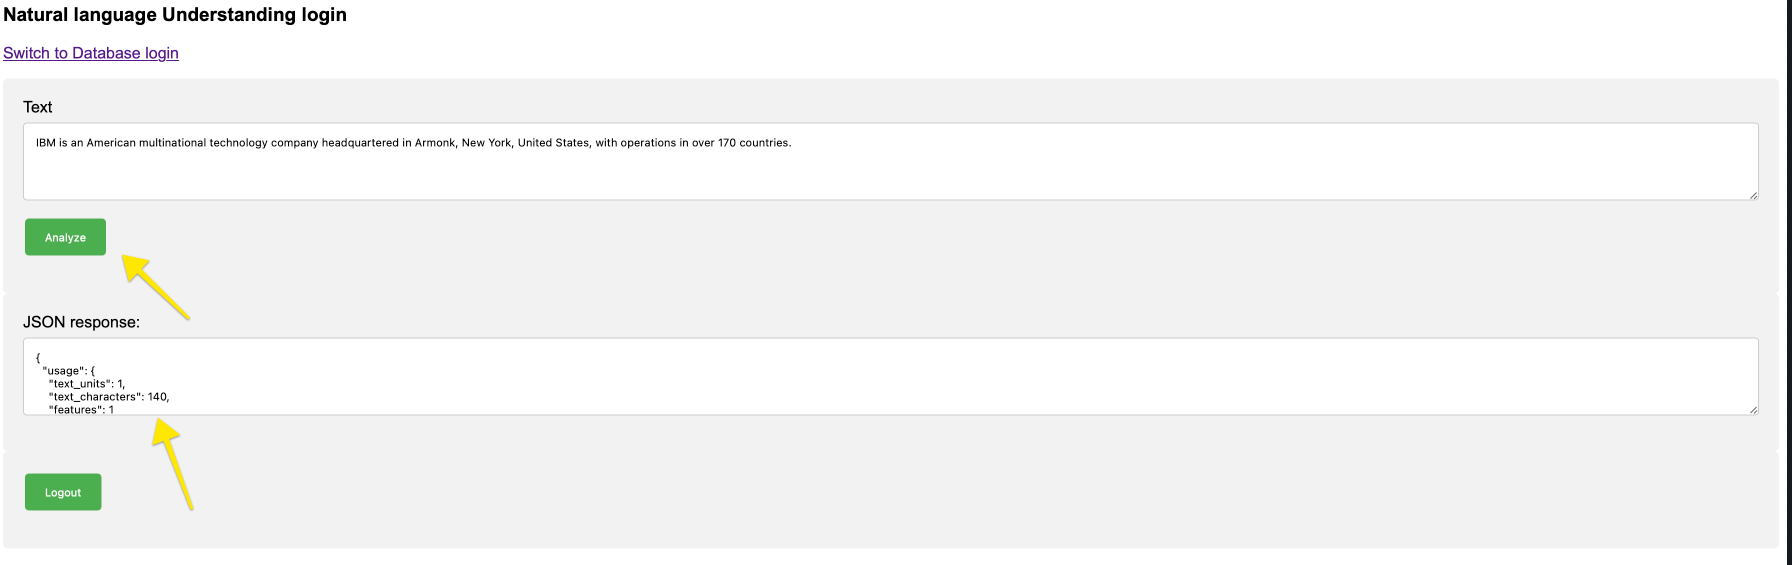 Natural language Understanding login
Switch to Database login
Text
IBM is an American multinational technology company headquartered in Armonk, New York, United States, with operations in over 170 countries.
Analyze
JSON response:
{
"usage": {
"text_units": 1,
"text_characters": 140,
"features": 1
Logout